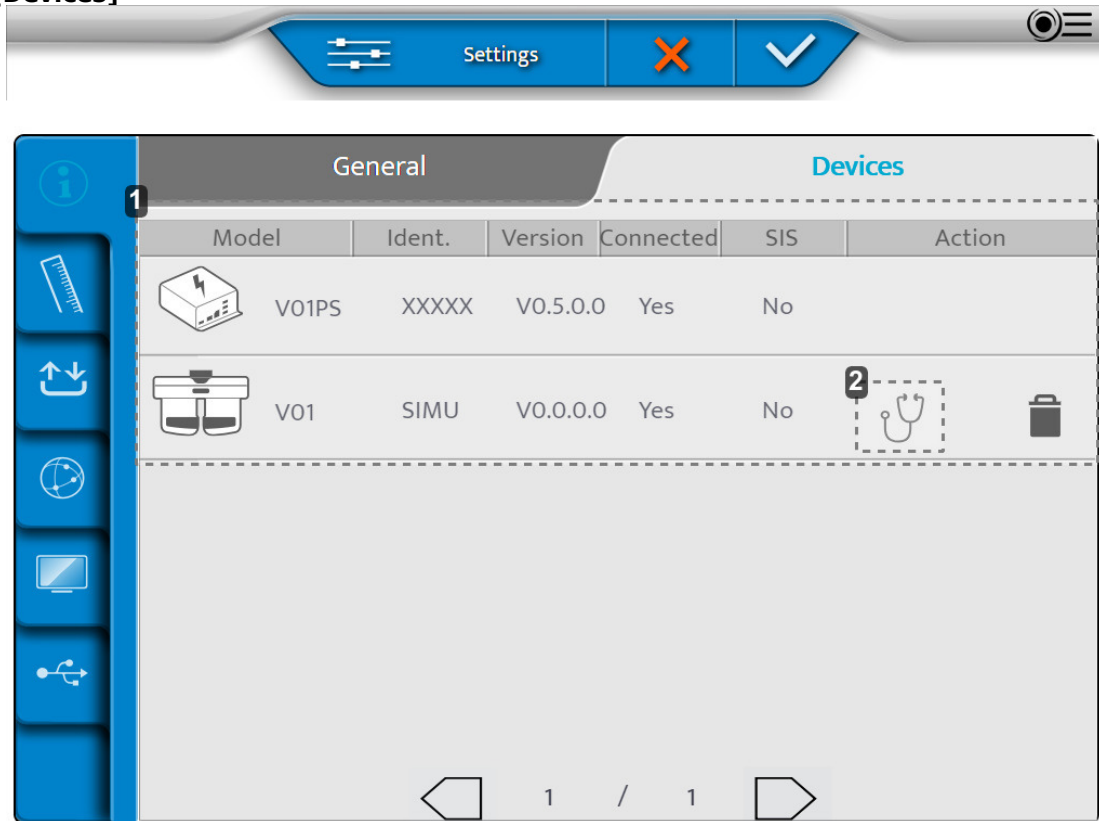 Devices]
Settings
General Devices
1
Model Ident. Version Connected SIS Action
V01PS XXXXX V0.5.0.0 Yes No
2
V01 SIMU V0.0.0.0 Yes No
1 / 1